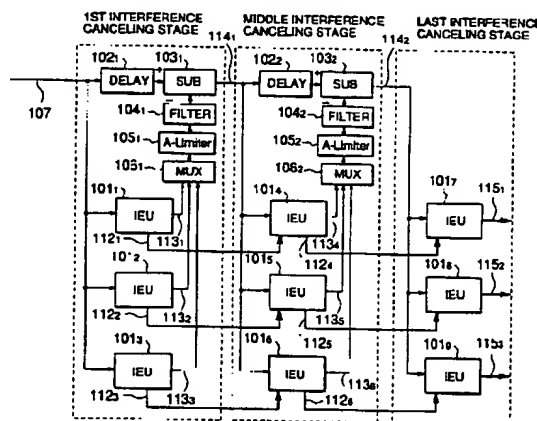 1ST INTERFERENCE CANCELING STAGE
MIDDLE INTERFERENCE CANCELING STAGE
LAST INTERFERENCE CANCELING STAGE
102₁ 103₁ 114₁ 102₂ 103₂ 114₂
DELAY SUB DELAY SUB
107
104₁ FILTER 104₂ FILTER
105₁ A-Limiter 105₂ A-Limiter
106₁ MUX 106₂ MUX
101₁ 101₄ 101₇ 115₁
IEU IEU IEU
112₁ 113₁ 112₄ 113₄
101₂ 101₅ 101₈ 115₂
IEU IEU IEU
112₂ 113₂ 112₅ 113₅
101₃ 101₆ 101₉ 115₃
IEU IEU IEU
112₃ 113₃ 112₆ 113₆